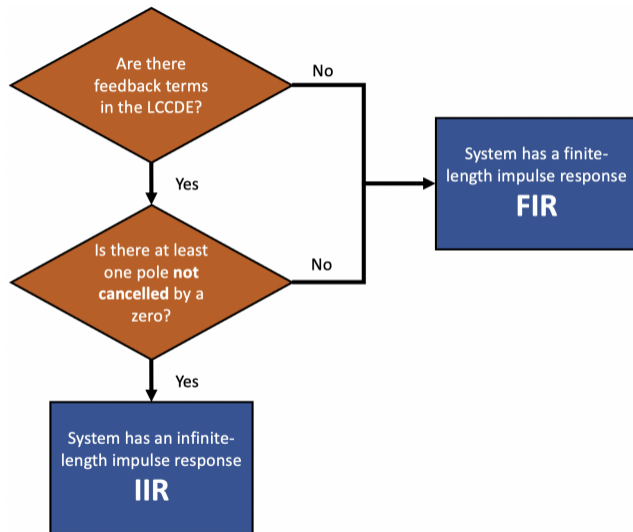 Are there
feedback terms
in the LCCDE?
No
System has a finite-
length impulse response
FIR
Yes
Is there at least
one pole not
cancelled by a
zero?
No
Yes
System has an infinite-
length impulse response
IIR